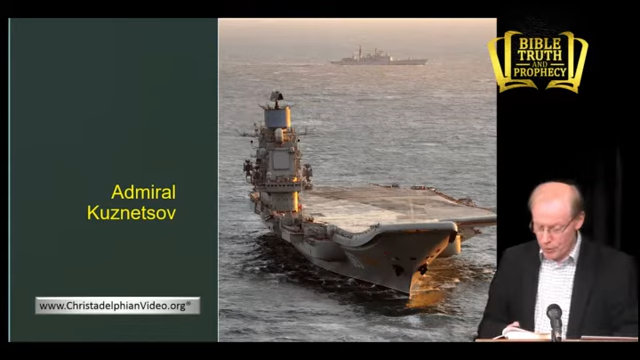 Admiral
Kuznetsov
www.ChristadelphianVideo.org®
BIBLE
TRUTH
AND
PROPHECY